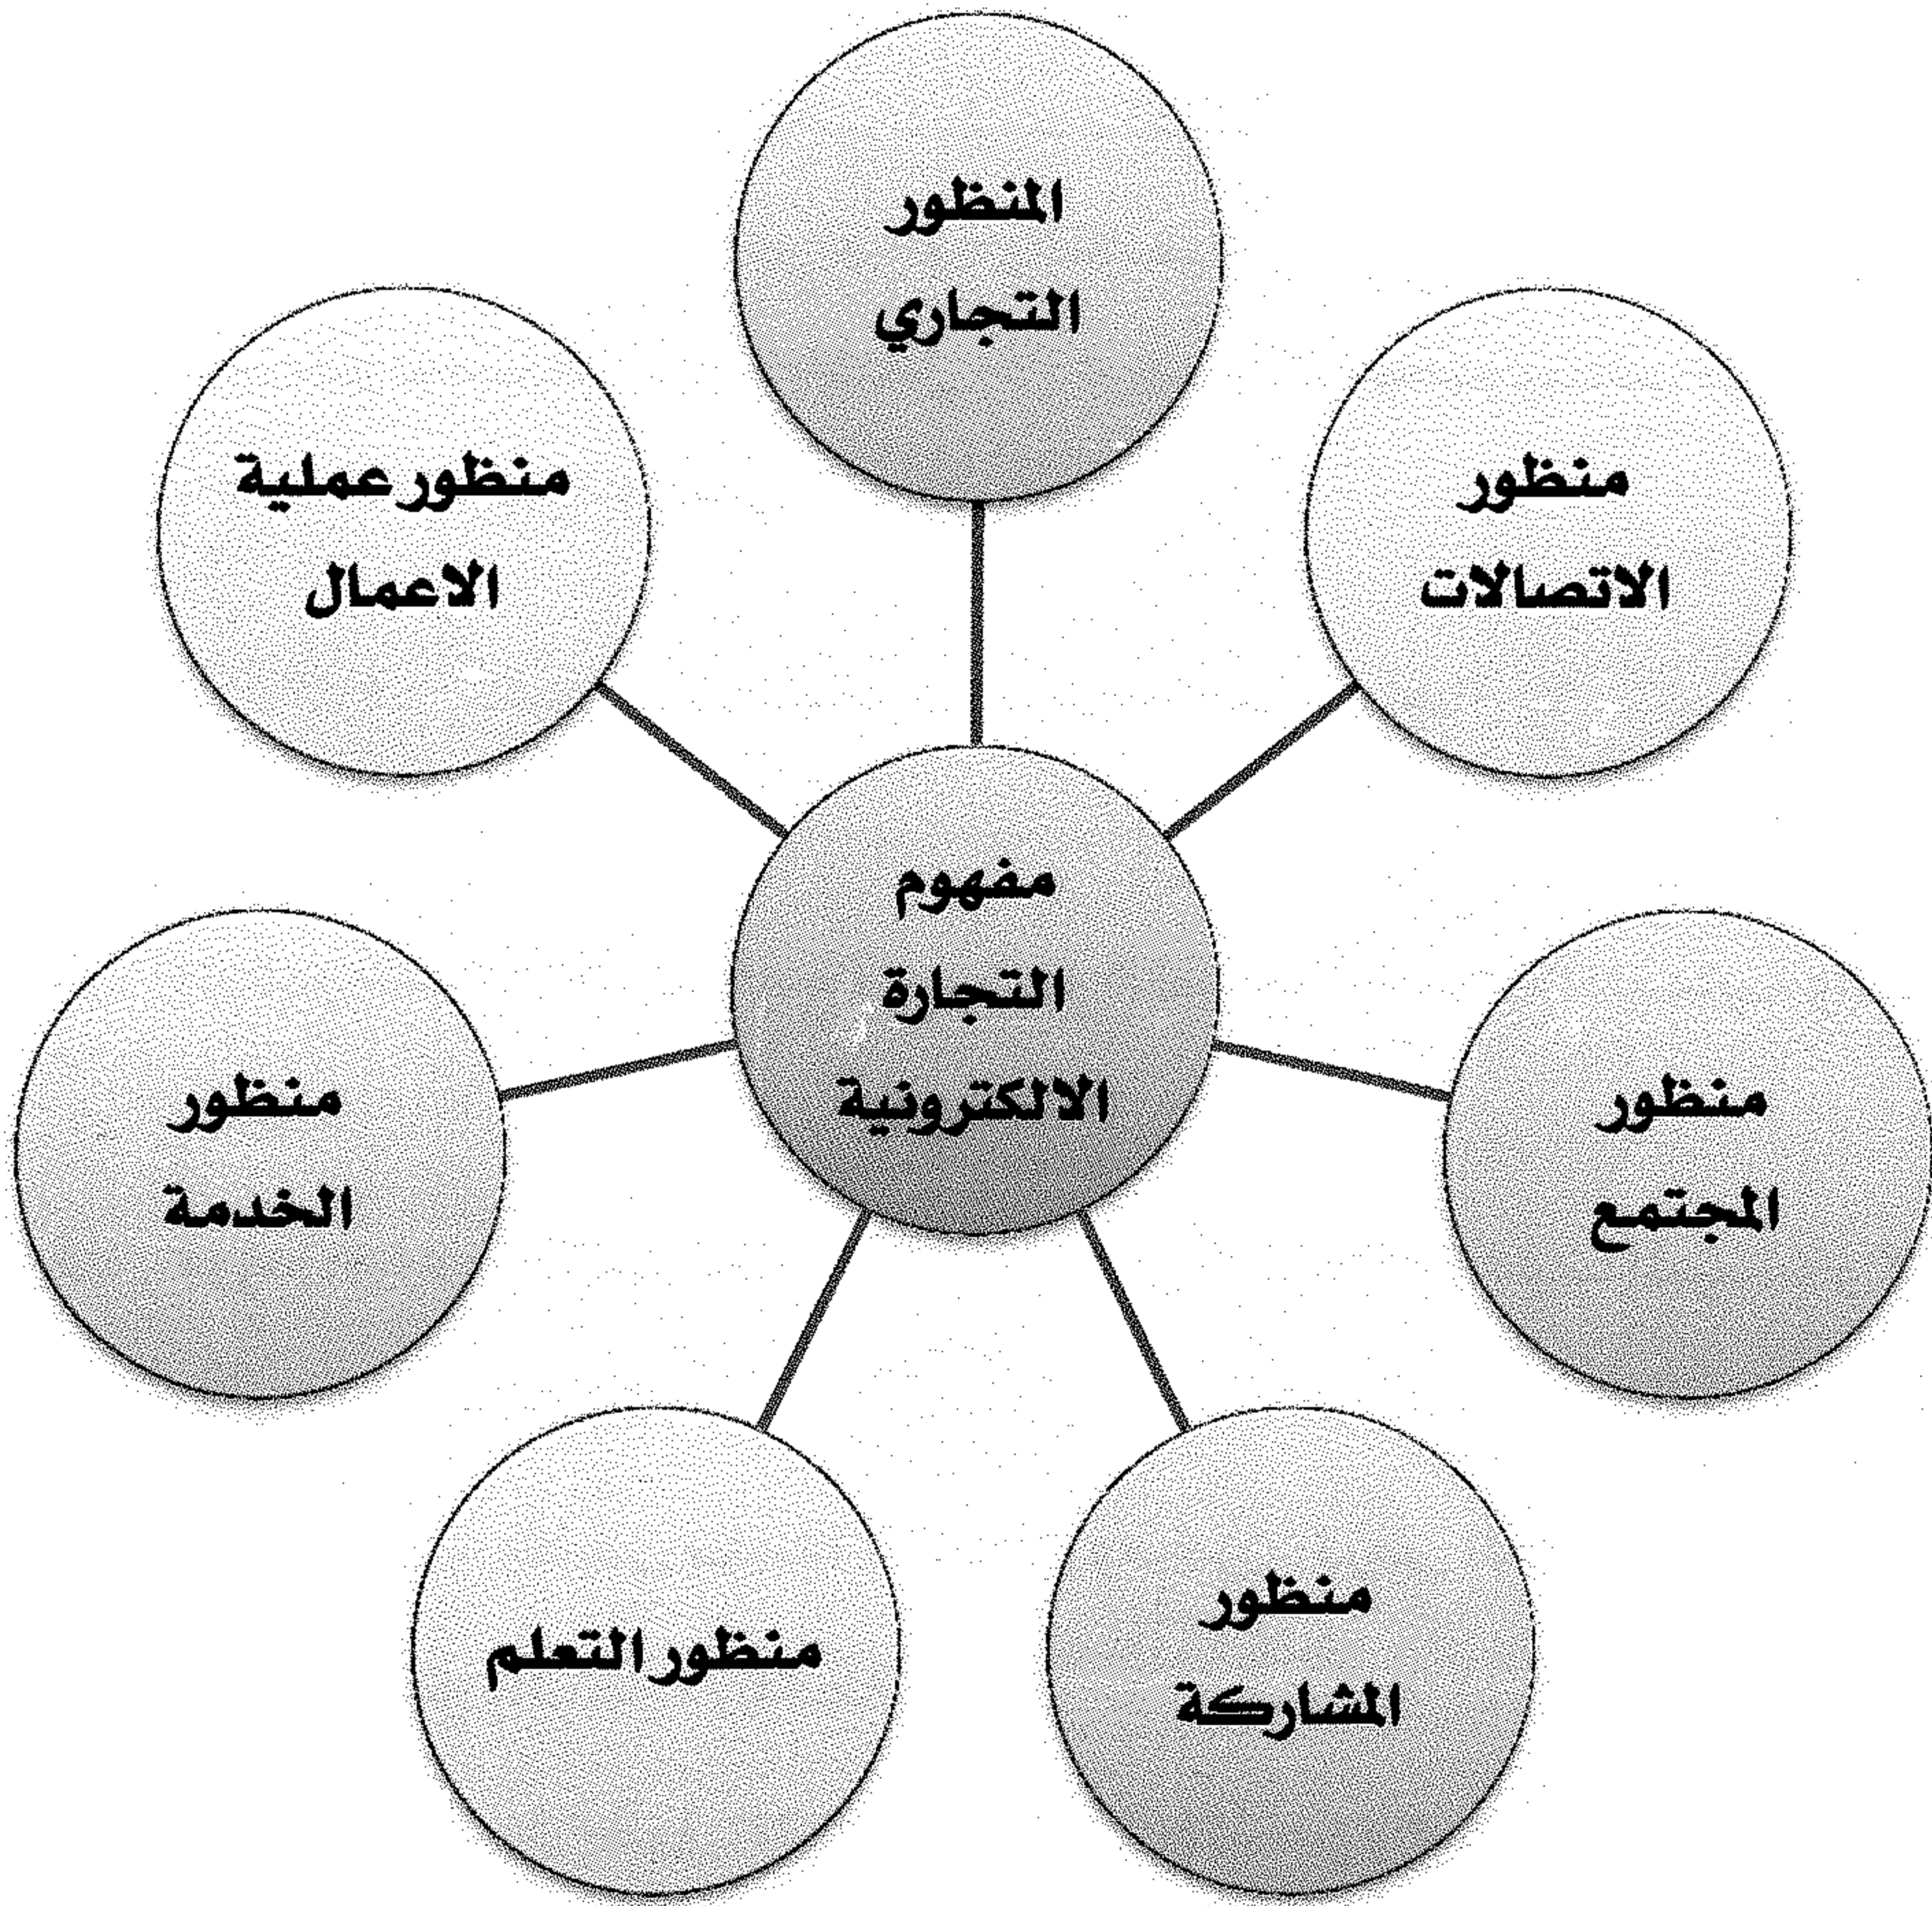 المنظور
التجاري
منظور
الاتصالات
منظور عملية
الاعمال
مفهوم
التجارة
الالكترونية
منظور
المجتمع
منظور
الخدمة
منظور
المشاركة
منظور التعلم